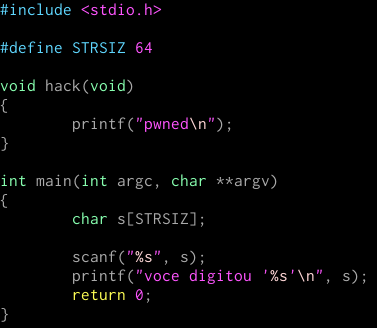 #include <stdio.h>
#define STRSIZ 64
void hack(void)
{
        printf("pwned\n");
}
int main(int argc, char **argv)
{
        char s[STRSIZ];
        scanf("%s", s);
        printf("voce digitou '%s'\n", s);
        return 0;
}